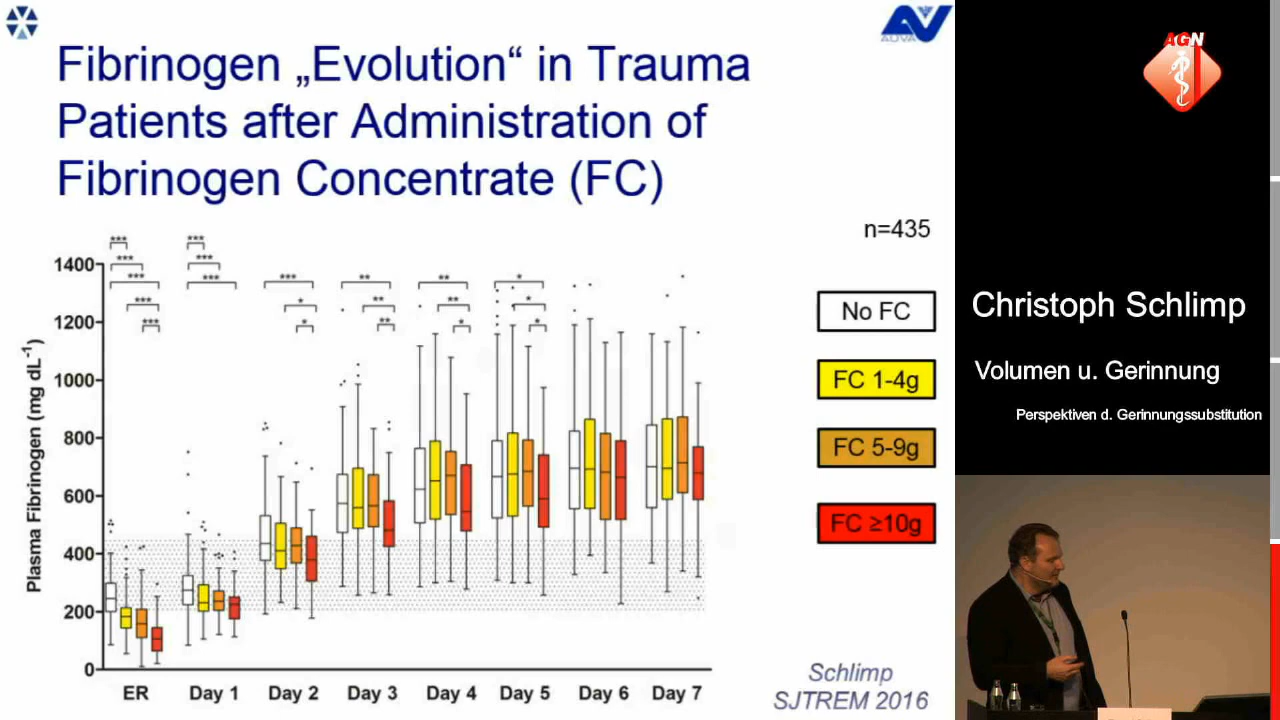 AUVA
Fibrinogen „Evolution“ in Trauma
Patients after Administration of
Fibrinogen Concentrate (FC)
n=435
No FC
FC 1-4g
FC 5-9g
FC ≥10g
Plasma Fibrinogen (mg dL⁻¹)
1400
1200
1000
800
600
400
200
0
***
***
***
***
***
***
***
***
***
*
*
**
**
**
**
**
*
*
*
*
ER
Day 1
Day 2
Day 3
Day 4
Day 5
Day 6
Day 7
Schlimp
SJTREM 2016
AGN
Christoph Schlimp
Volumen u. Gerinnung
Perspektiven d. Gerinnungssubstitution